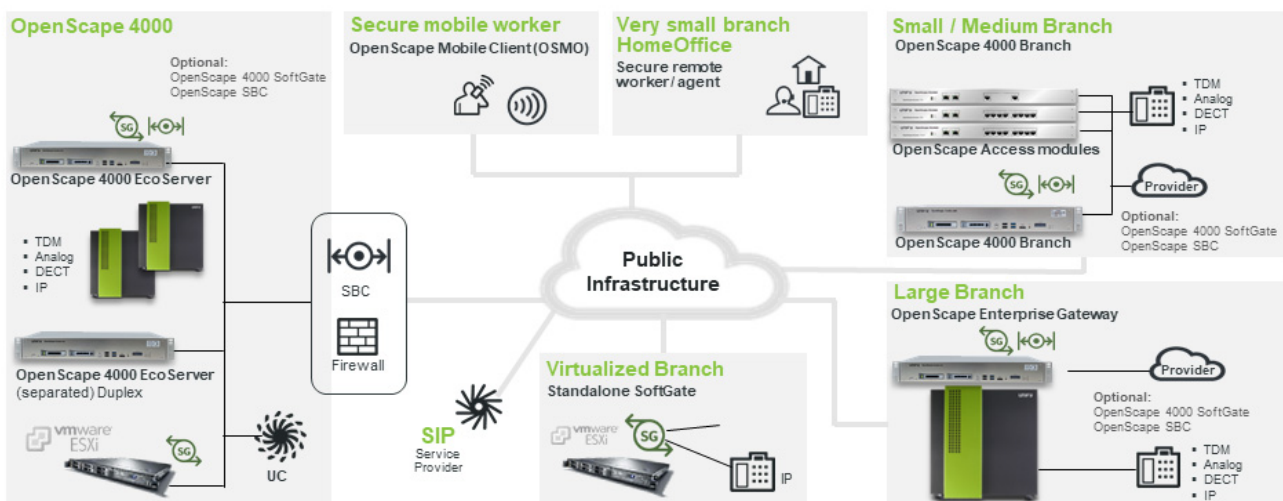 OpenScape 4000
Optional:
OpenScape 4000 SoftGate
OpenScape SBC
SG
OpenScape 4000 EcoServer
▪ TDM
▪ Analog
▪ DECT
▪ IP
OpenScape 4000 EcoServer
(separated) Duplex
vmware
ESXi
SG
UC
SBC
Firewall
Secure mobile worker
OpenScape Mobile Client (OSMO)
Very small branch
HomeOffice
Secure remote
worker/agent
Public
Infrastructure
SIP
Service
Provider
Virtualized Branch
Standalone SoftGate
vmware
ESXi
SG
IP
Small / Medium Branch
OpenScape 4000 Branch
▪ TDM
▪ Analog
▪ DECT
▪ IP
OpenScape Access modules
SG
Provider
Optional:
OpenScape 4000 SoftGate
OpenScape SBC
OpenScape 4000 Branch
Large Branch
OpenScape Enterprise Gateway
SG
Provider
Optional:
OpenScape 4000 SoftGate
OpenScape SBC
▪ TDM
▪ Analog
▪ DECT
▪ IP